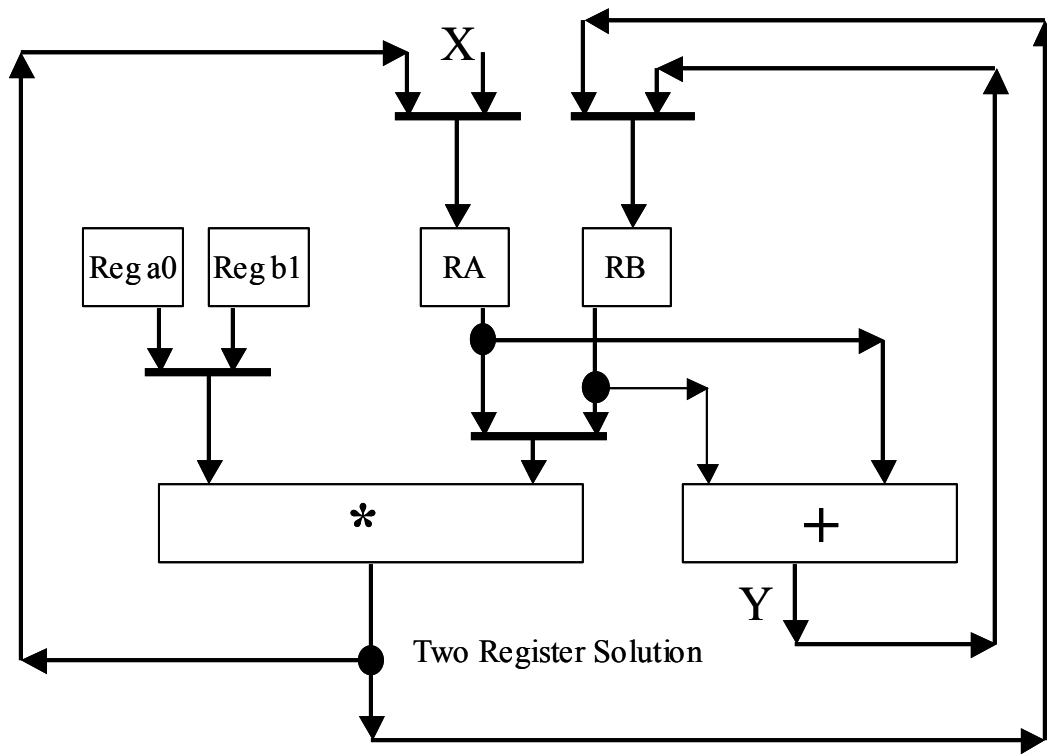 X
Reg a0
Reg b1
RA
RB
*
+
Y
Two Register Solution